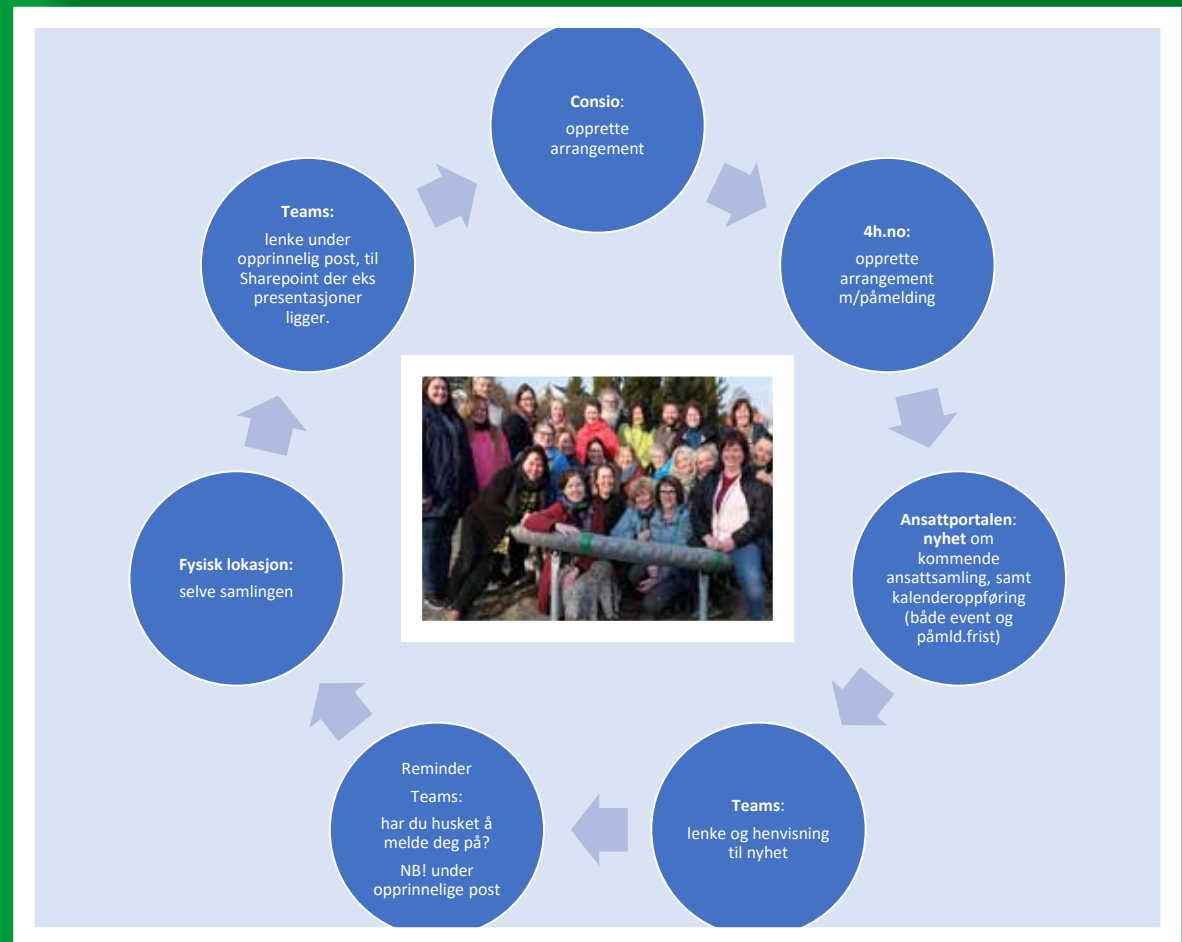 Consio:
opprette
arrangement
4h.no:
opprette
arrangement
m/påmelding
Ansattportalen:
nyhet om
kommende
ansattsamling, samt
kalenderoppføring
(både event og
påmld.frist)
Teams:
lenke og henvisning
til nyhet
Reminder
Teams:
har du husket å
melde deg på?
NB! under
opprinnelige post
Fysisk lokasjon:
selve samlingen
Teams:
lenke under
opprinnelig post, til
Sharepoint der eks
presentasjoner
ligger.